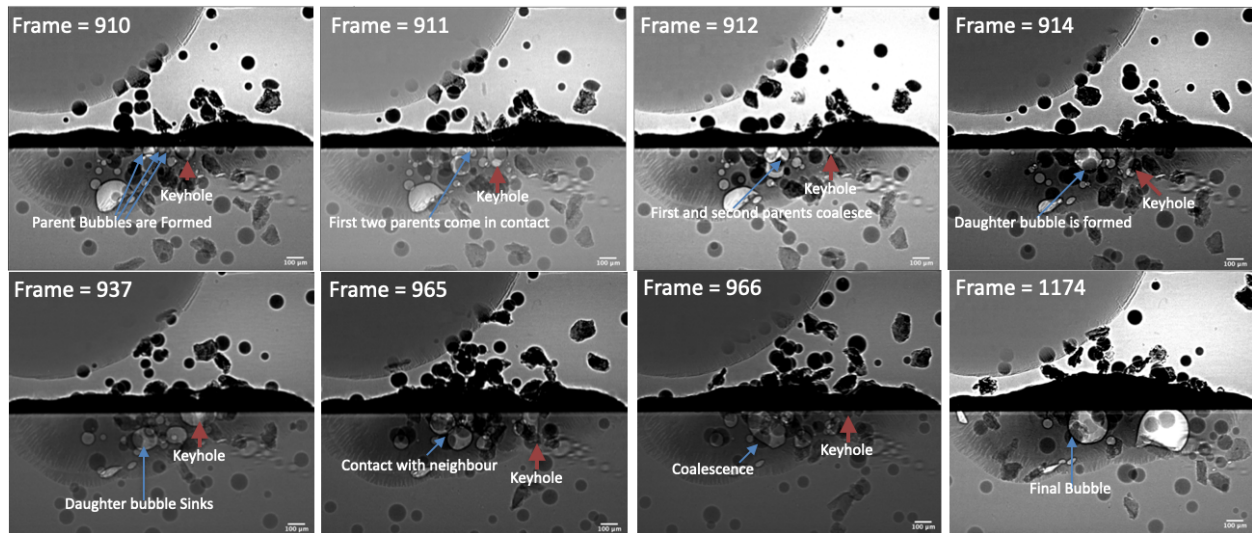 Frame = 910
Keyhole
Parent Bubbles are Formed
100 µm
Frame = 911
Keyhole
First two parents come in contact
100 µm
Frame = 912
Keyhole
First and second parents coalesce
100 µm
Frame = 914
Keyhole
Daughter bubble is formed
100 µm
Frame = 937
Keyhole
Daughter bubble Sinks
100 µm
Frame = 965
Contact with neighbour
Keyhole
100 µm
Frame = 966
Keyhole
Coalescence
100 µm
Frame = 1174
Final Bubble
100 µm